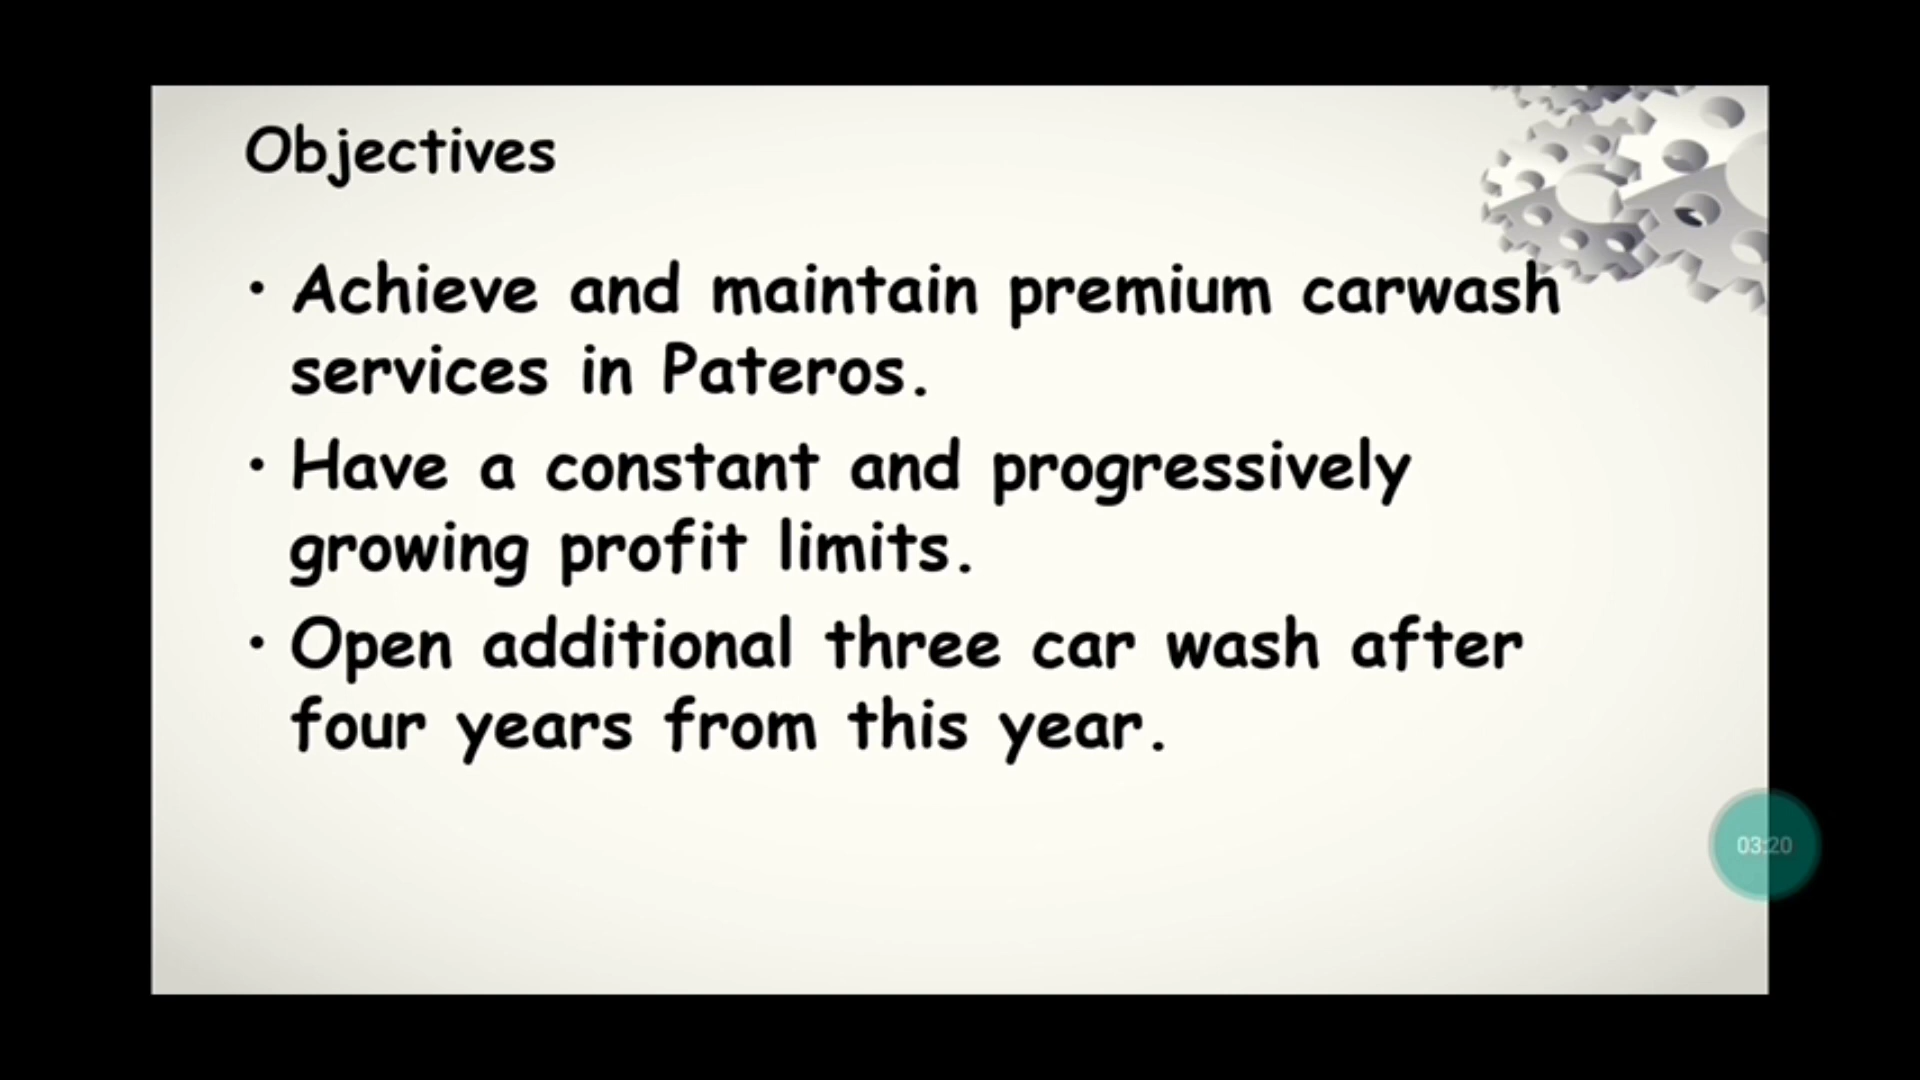 Objectives
• Achieve and maintain premium carwash
services in Pateros.
• Have a constant and progressively
growing profit limits.
• Open additional three car wash after
four years from this year.
03:20